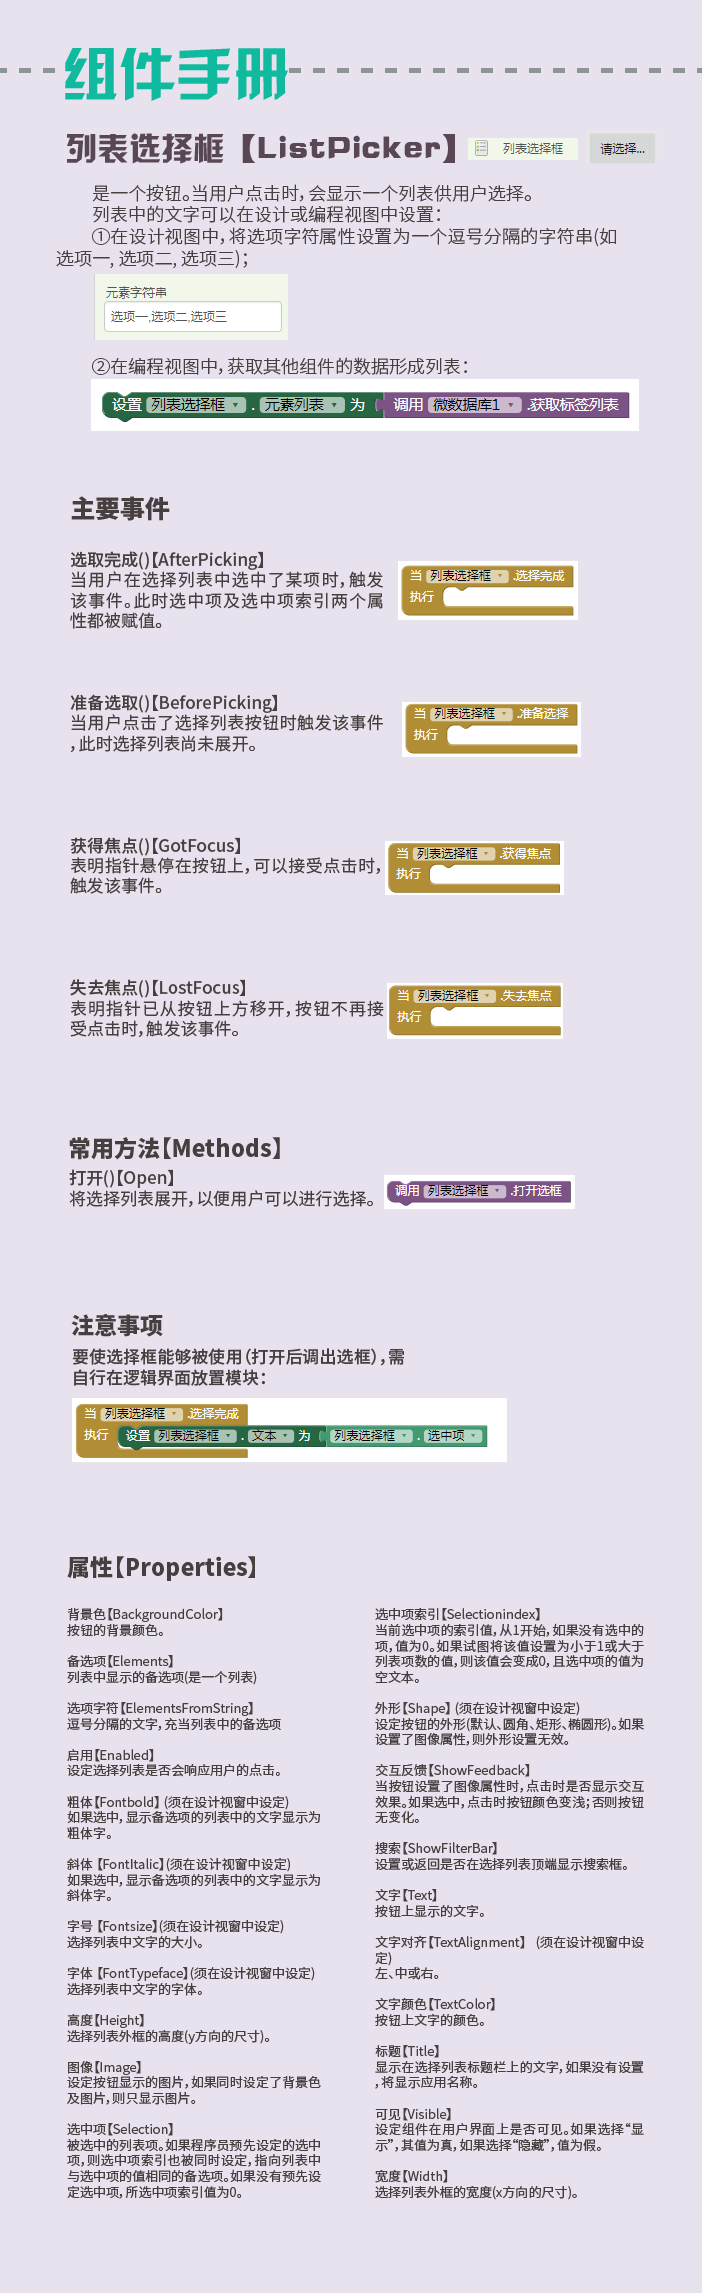 组件手册
列表选择框【ListPicker】
列表选择框
请选择...
是一个按钮。当用户点击时，会显示一个列表供用户选择。
列表中的文字可以在设计或编程视图中设置：
①在设计视图中，将选项字符属性设置为一个逗号分隔的字符串(如
选项一, 选项二, 选项三)；
元素字符串
选项一,选项二,选项三
②在编程视图中，获取其他组件的数据形成列表：
设置 列表选择框 . 元素列表 为 调用 微数据库1 .获取标签列表
主要事件
选取完成()【AfterPicking】
当用户在选择列表中选中了某项时，触发
该事件。此时选中项及选中项索引两个属
性都被赋值。
当 列表选择框 .选择完成
执行
准备选取()【BeforePicking】
当用户点击了选择列表按钮时触发该事件
，此时选择列表尚未展开。
当 列表选择框 .准备选择
执行
获得焦点()【GotFocus】
表明指针悬停在按钮上，可以接受点击时，
触发该事件。
当 列表选择框 .获得焦点
执行
失去焦点()【LostFocus】
表明指针已从按钮上方移开，按钮不再接
受点击时，触发该事件。
当 列表选择框 .失去焦点
执行
常用方法【Methods】
打开()【Open】
将选择列表展开，以便用户可以进行选择。
调用 列表选择框 .打开选框
注意事项
要使选择框能够被使用（打开后调出选框），需
自行在逻辑界面放置模块：
当 列表选择框 .选择完成
执行 设置 列表选择框 . 文本 为 列表选择框 . 选中项
属性【Properties】
背景色【BackgroundColor】
按钮的背景颜色。
备选项【Elements】
列表中显示的备选项(是一个列表)
选项字符【ElementsFromString】
逗号分隔的文字，充当列表中的备选项
启用【Enabled】
设定选择列表是否会响应用户的点击。
粗体【Fontbold】 (须在设计视窗中设定)
如果选中，显示备选项的列表中的文字显示为
粗体字。
斜体 【FontItalic】(须在设计视窗中设定)
如果选中，显示备选项的列表中的文字显示为
斜体字。
字号 【Fontsize】(须在设计视窗中设定)
选择列表中文字的大小。
字体 【FontTypeface】(须在设计视窗中设定)
选择列表中文字的字体。
高度【Height】
选择列表外框的高度(y方向的尺寸)。
图像【Image】
设定按钮显示的图片，如果同时设定了背景色
及图片，则只显示图片。
选中项【Selection】
被选中的列表项。如果程序员预先设定的选中
项，则选中项索引也被同时设定，指向列表中
与选中项的值相同的备选项。如果没有预先设
定选中项，所选中项索引值为0。
选中项索引【Selectionindex】
当前选中项的索引值，从1开始，如果没有选中的
项，值为0。如果试图将该值设置为小于1或大于
列表项数的值，则该值会变成0，且选中项的值为
空文本。
外形【Shape】 (须在设计视窗中设定)
设定按钮的外形(默认、圆角、矩形、椭圆形)。如果
设置了图像属性，则外形设置无效。
交互反馈【ShowFeedback】
当按钮设置了图像属性时，点击时是否显示交互
效果。如果选中，点击时按钮颜色变浅；否则按钮
无变化。
搜索【ShowFilterBar】
设置或返回是否在选择列表顶端显示搜索框。
文字【Text】
按钮上显示的文字。
文字对齐【TextAlignment】 (须在设计视窗中设
定)
左、中或右。
文字颜色【TextColor】
按钮上文字的颜色。
标题【Title】
显示在选择列表标题栏上的文字，如果没有设置
，将显示应用名称。
可见【Visible】
设定组件在用户界面上是否可见。如果选择“显
示”，其值为真，如果选择“隐藏”，值为假。
宽度【Width】
选择列表外框的宽度(x方向的尺寸)。